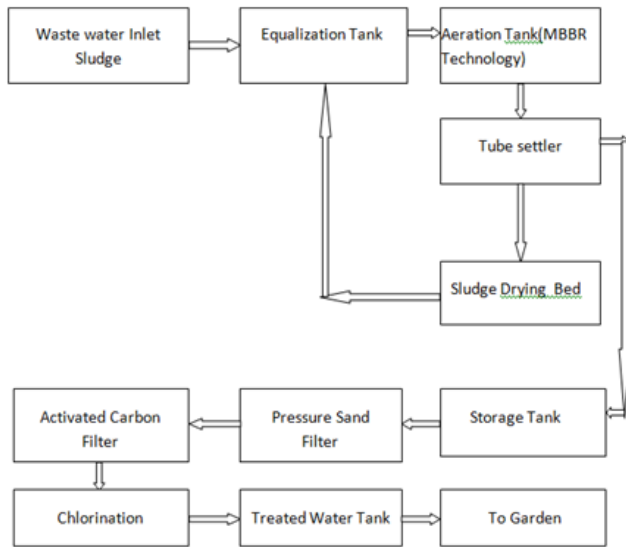 Waste water Inlet
Sludge
Equalization Tank
Aeration Tank(MBBR
Technology)
Tube settler
Sludge Drying Bed
Activated Carbon
Filter
Pressure Sand
Filter
Storage Tank
Chlorination
Treated Water Tank
To Garden